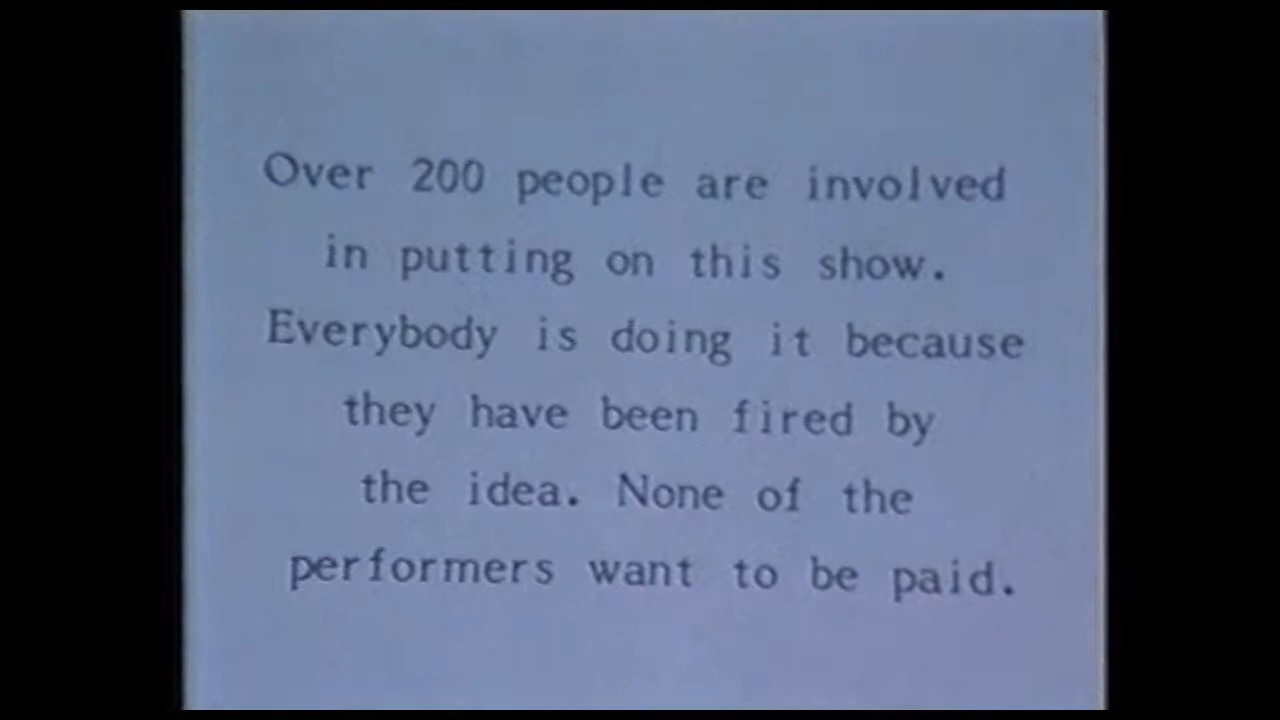 Over 200 people are involved
in putting on this show.
Everybody is doing it because
they have been fired by
the idea. None of the
performers want to be paid.